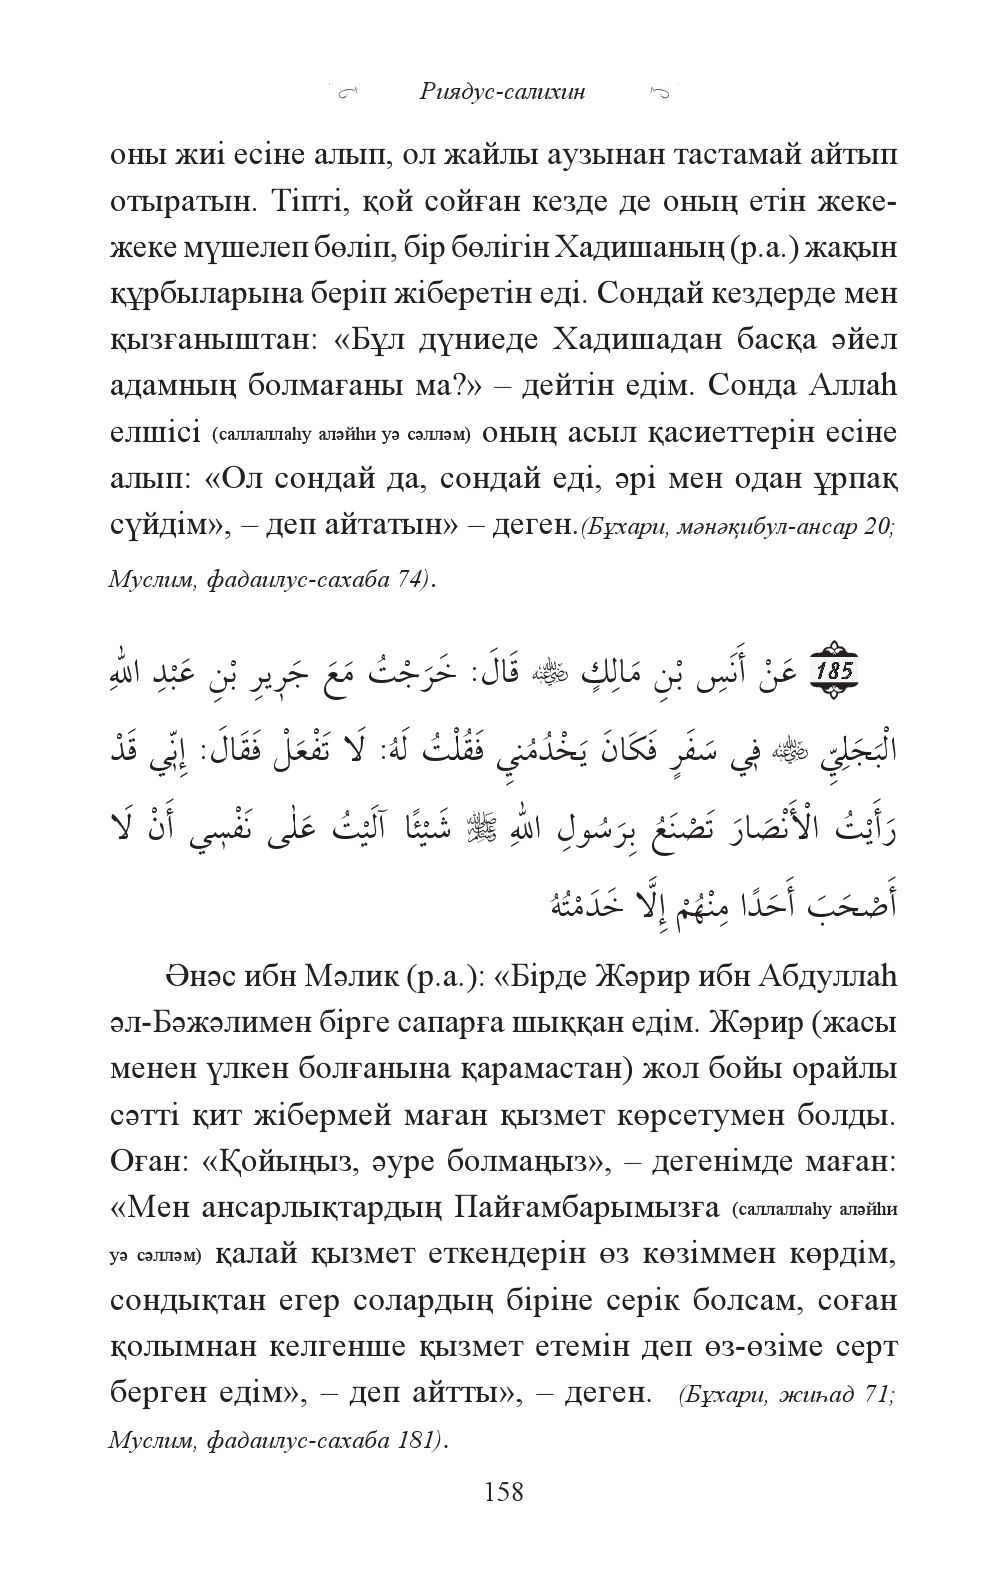 Риядус-салихин
оны жиі есіне алып, ол жайлы аузынан тастамай айтып
отыратын. Тіпті, қой сойған кезде де оның етін жеке-
жеке мүшелеп бөліп, бір бөлігін Хадишаның (р.а.) жақын
құрбыларына беріп жіберетін еді. Сондай кездерде мен
қызғаныштан: «Бұл дүниеде Хадишадан басқа әйел
адамның болмағаны ма?» – дейтін едім. Сонда Аллаһ
елшісі (саллаллаһу аләйһи уә сәлләм) оның асыл қасиеттерін есіне
алып: «Ол сондай да, сондай еді, әрі мен одан ұрпақ
сүйдім», – деп айтатын» – деген.(Бұхари, мәнәқибул-ансар 20;
Муслим, фадаилус-сахаба 74).
185 عَنْ أَنَسِ بْنِ مَالِكٍ رضي الله عنه قَالَ: خَرَجْتُ مَعَ جَرِيرِ بْنِ عَبْدِ اللهِ
الْبَجَلِيِّ رضي الله عنه فِي سَفَرٍ فَكَانَ يَخْدُمُنِي فَقُلْتُ لَهُ: لَا تَفْعَلْ فَقَالَ: إِنِّي قَدْ
رَأَيْتُ الْأَنْصَارَ تَصْنَعُ بِرَسُولِ اللهِ ﷺ شَيْئًا آلَيْتُ عَلٰى نَفْسِي أَنْ لَا
أَصْحَبَ أَحَدًا مِنْهُمْ إِلَّا خَدَمْتُهُ
Әнәс ибн Мәлик (р.а.): «Бірде Жәрир ибн Абдуллаһ
әл-Бәжәлимен бірге сапарға шыққан едім. Жәрир (жасы
менен үлкен болғанына қарамастан) жол бойы орайлы
сәтті қит жібермей маған қызмет көрсетумен болды.
Оған: «Қойыңыз, әуре болмаңыз», – дегенімде маған:
«Мен ансарлықтардың Пайғамбарымызға (саллаллаһу аләйһи
уә сәлләм) қалай қызмет еткендерін өз көзіммен көрдім,
сондықтан егер солардың біріне серік болсам, соған
қолымнан келгенше қызмет етемін деп өз-өзіме серт
берген едім», – деп айтты», – деген. (Бұхари, жиһад 71;
Муслим, фадаилус-сахаба 181).
158